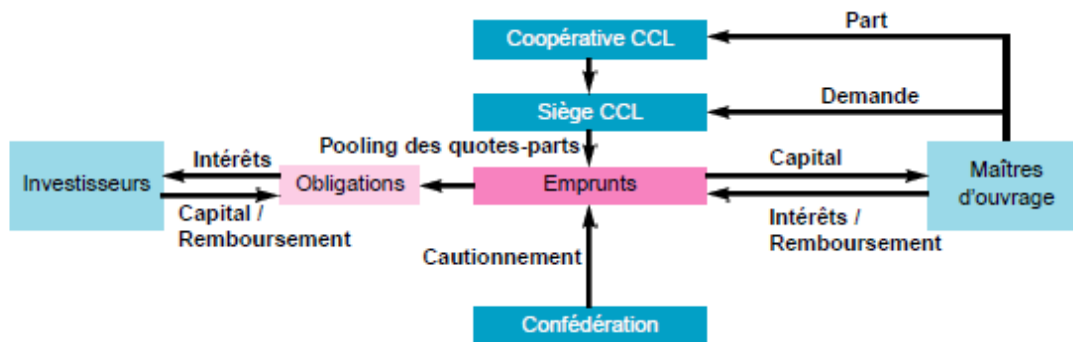 Part
Coopérative CCL
Demande
Siège CCL
Pooling des quotes-parts
Intérêts
Capital
Investisseurs
Obligations
Emprunts
Maîtres
d'ouvrage
Capital /
Remboursement
Intérêts /
Remboursement
Cautionnement
Confédération